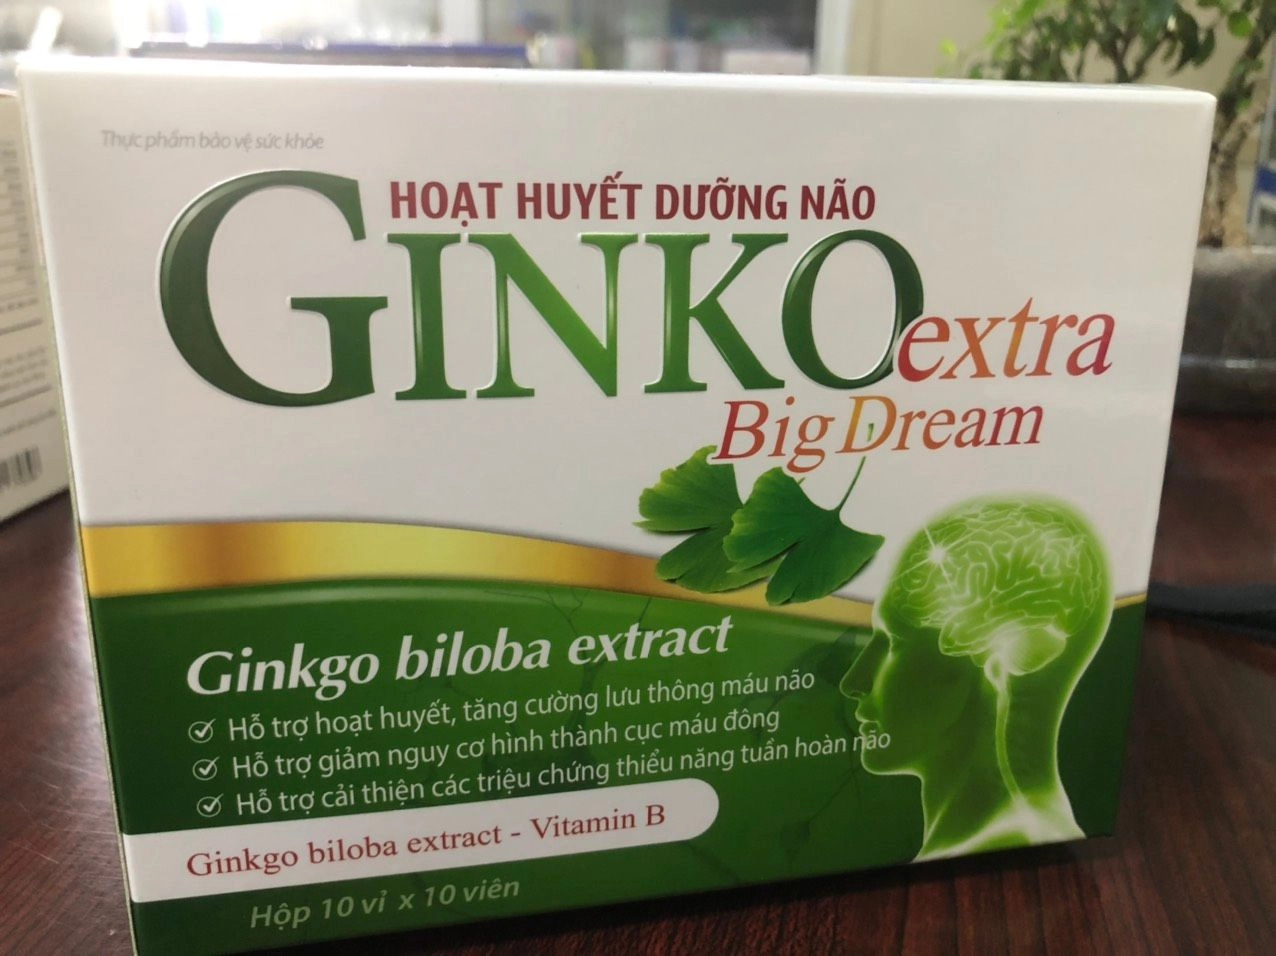 Thực phẩm bảo vệ sức khỏe
HOẠT HUYẾT DƯỠNG NÃO
GINKO extra
Big Dream
Ginkgo biloba extract
Hỗ trợ hoạt huyết, tăng cường lưu thông máu não
Hỗ trợ giảm nguy cơ hình thành cục máu đông
Hỗ trợ cải thiện các triệu chứng thiểu năng tuần hoàn não
Ginkgo biloba extract - Vitamin B
Hộp 10 vỉ x 10 viên